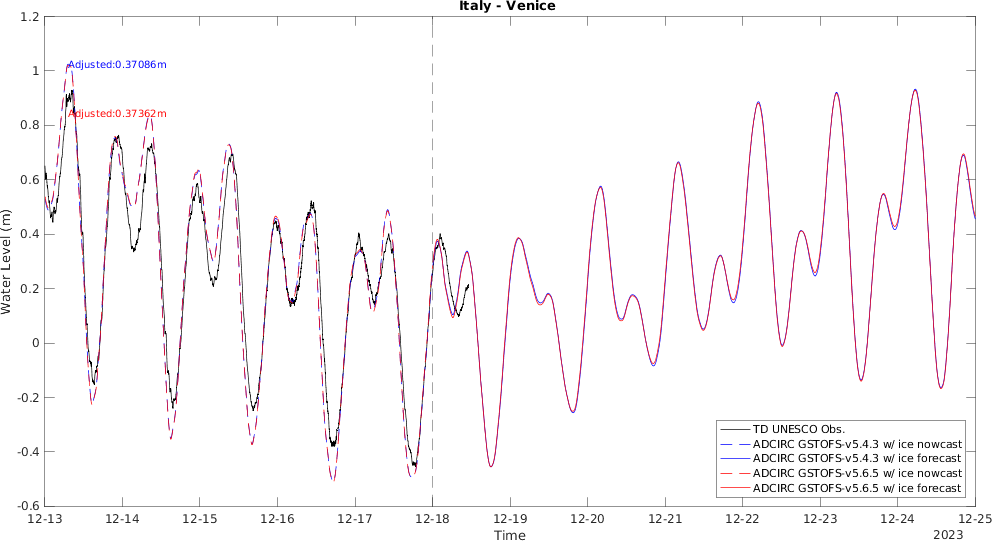 Italy - Venice
1.2
1
0.8
0.6
0.4
0.2
0
-0.2
-0.4
-0.6
Water Level (m)
Adjusted:0.37086m
Adjusted:0.37362m
TD UNESCO Obs.
ADCIRC GSTOFS-v5.4.3 w/ ice nowcast
ADCIRC GSTOFS-v5.4.3 w/ ice forecast
ADCIRC GSTOFS-v5.6.5 w/ ice nowcast
ADCIRC GSTOFS-v5.6.5 w/ ice forecast
12-13 12-14 12-15 12-16 12-17 12-18 12-19 12-20 12-21 12-22 12-23 12-24 12-25
Time
2023